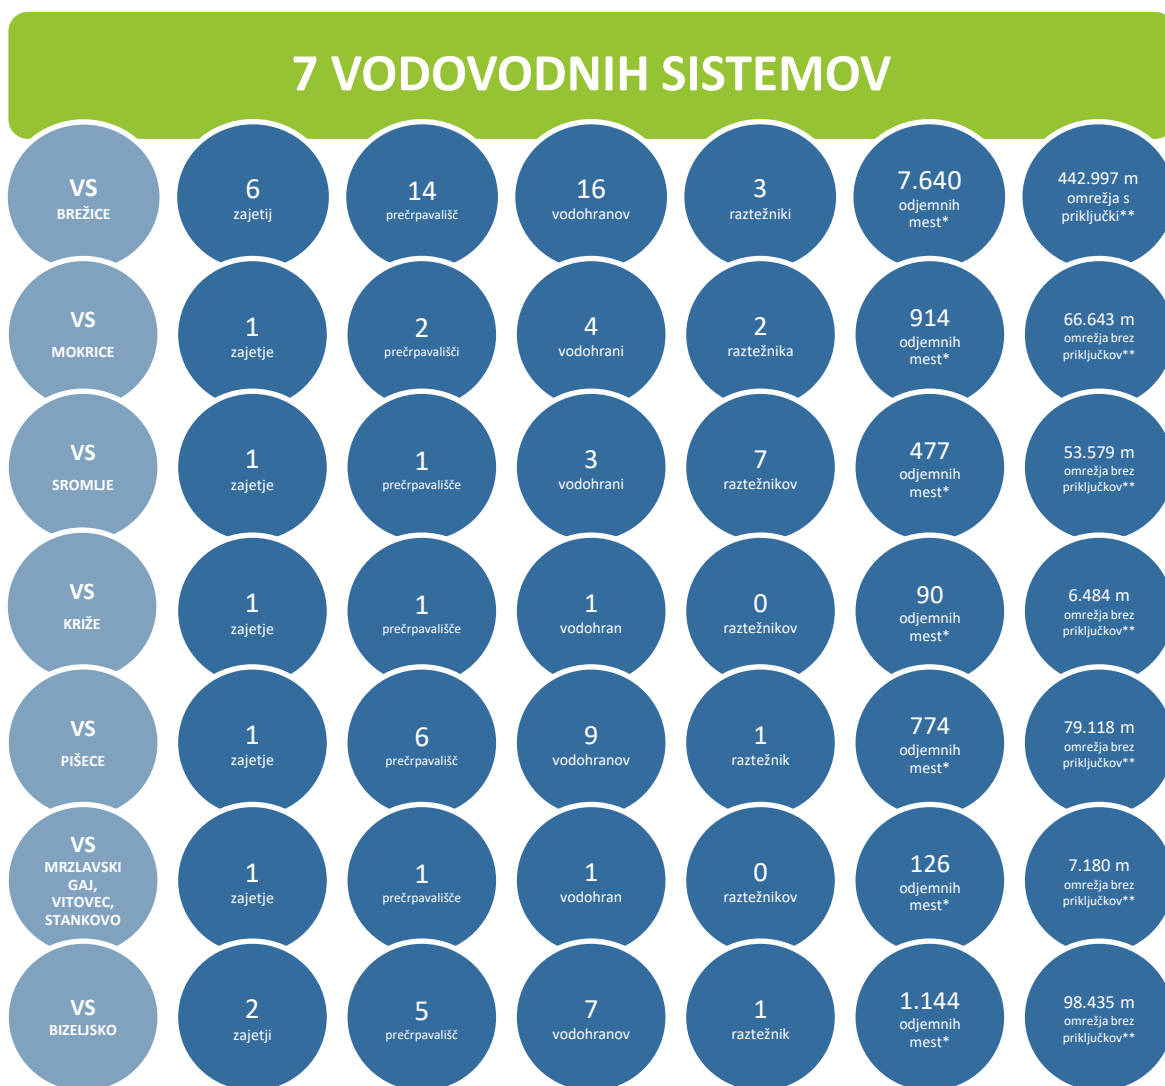 7 VODOVODNIH SISTEMOV
VS
BREŽICE
6
zajetij
14
prečrpavališč
16
vodohranov
3
raztežniki
7.640
odjemnih
mest*
442.997 m
omrežja s
priključki**
VS
MOKRICE
1
zajetje
2
prečrpavališči
4
vodohrani
2
raztežnika
914
odjemnih
mest*
66.643 m
omrežja brez
priključkov**
VS
SROMLJE
1
zajetje
1
prečrpavališče
3
vodohrani
7
raztežnikov
477
odjemnih
mest*
53.579 m
omrežja brez
priključkov**
VS
KRIŽE
1
zajetje
1
prečrpavališče
1
vodohran
0
raztežnikov
90
odjemnih
mest*
6.484 m
omrežja brez
priključkov**
VS
PIŠECE
1
zajetje
6
prečrpavališč
9
vodohranov
1
raztežnik
774
odjemnih
mest*
79.118 m
omrežja brez
priključkov**
VS
MRZLAVSKI
GAJ,
VITOVEC,
STANKOVO
1
zajetje
1
prečrpavališče
1
vodohran
0
raztežnikov
126
odjemnih
mest*
7.180 m
omrežja brez
priključkov**
VS
BIZELJSKO
2
zajetji
5
prečrpavališč
7
vodohranov
1
raztežnik
1.144
odjemnih
mest*
98.435 m
omrežja brez
priključkov**